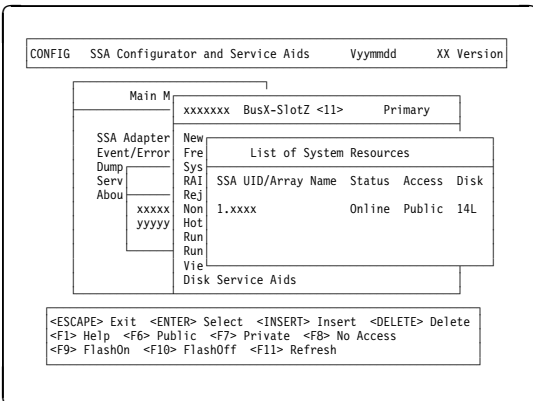 CONFIG SSA Configurator and Service Aids Vyymmdd XX Version
Main M
xxxxxxx BusX-SlotZ <11> Primary
SSA Adapter
Event/Error
Dump
Serv
Abou
xxxxx
yyyyy
New
Fre
Sys
RAI
Rej
Non
Hot
Run
Run
Vie
Disk Service Aids
List of System Resources
SSA UID/Array Name Status Access Disk
1.xxxx Online Public 14L
<ESCAPE> Exit <ENTER> Select <INSERT> Insert <DELETE> Delete
<F1> Help <F6> Public <F7> Private <F8> No Access
<F9> FlashOn <F10> FlashOff <F11> Refresh